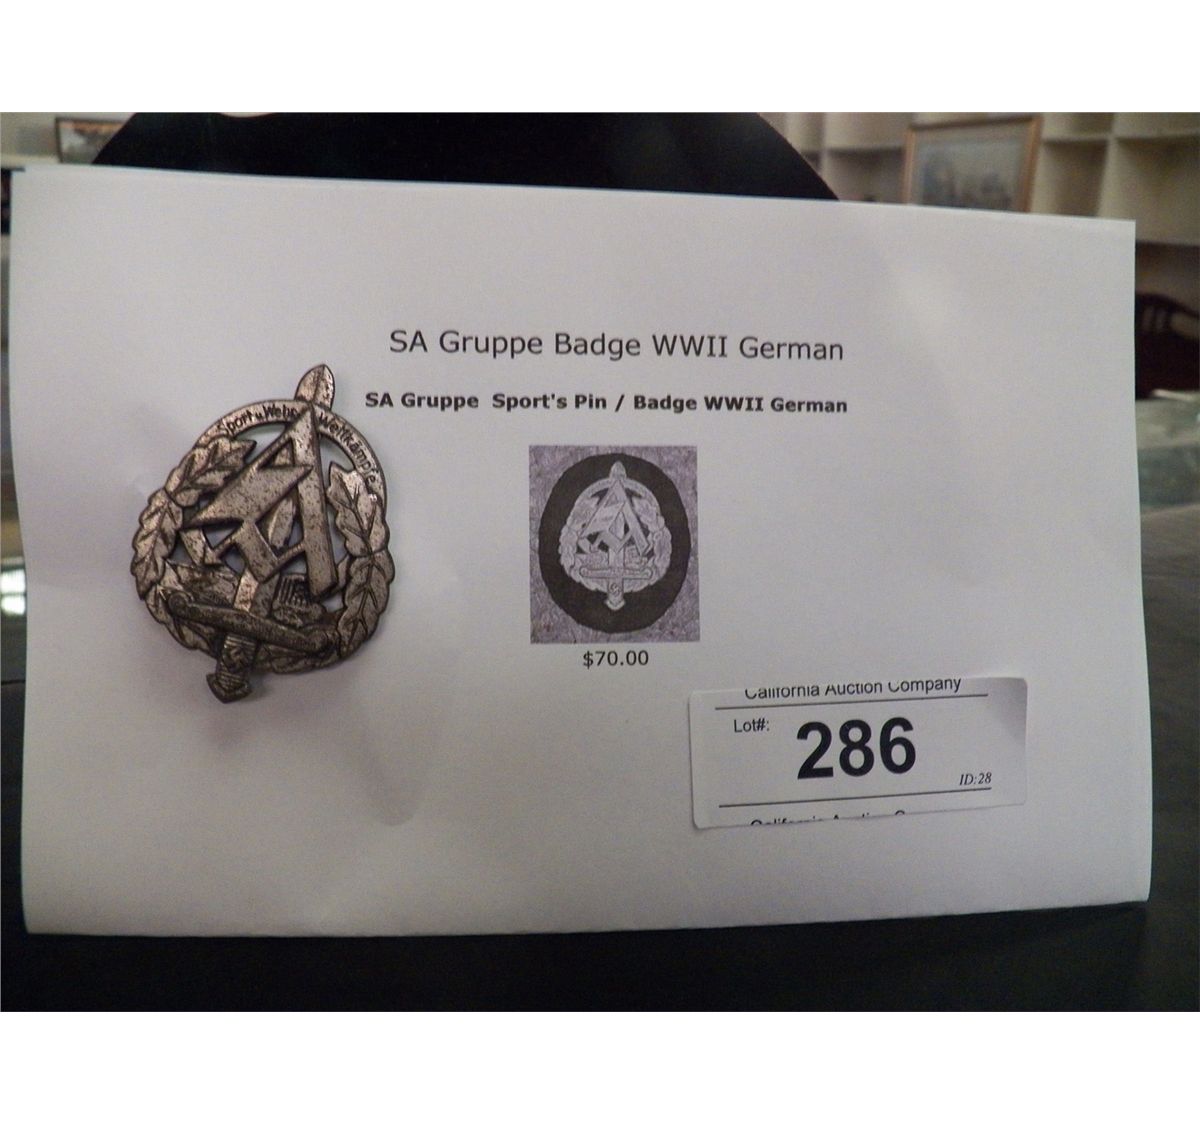 SA Gruppe Badge WWII German
SA Gruppe Sport's Pin / Badge WWII German
Sport u. Wehr Wettkämpfe
$70.00
California Auction Company
Lot#:
286
ID:28